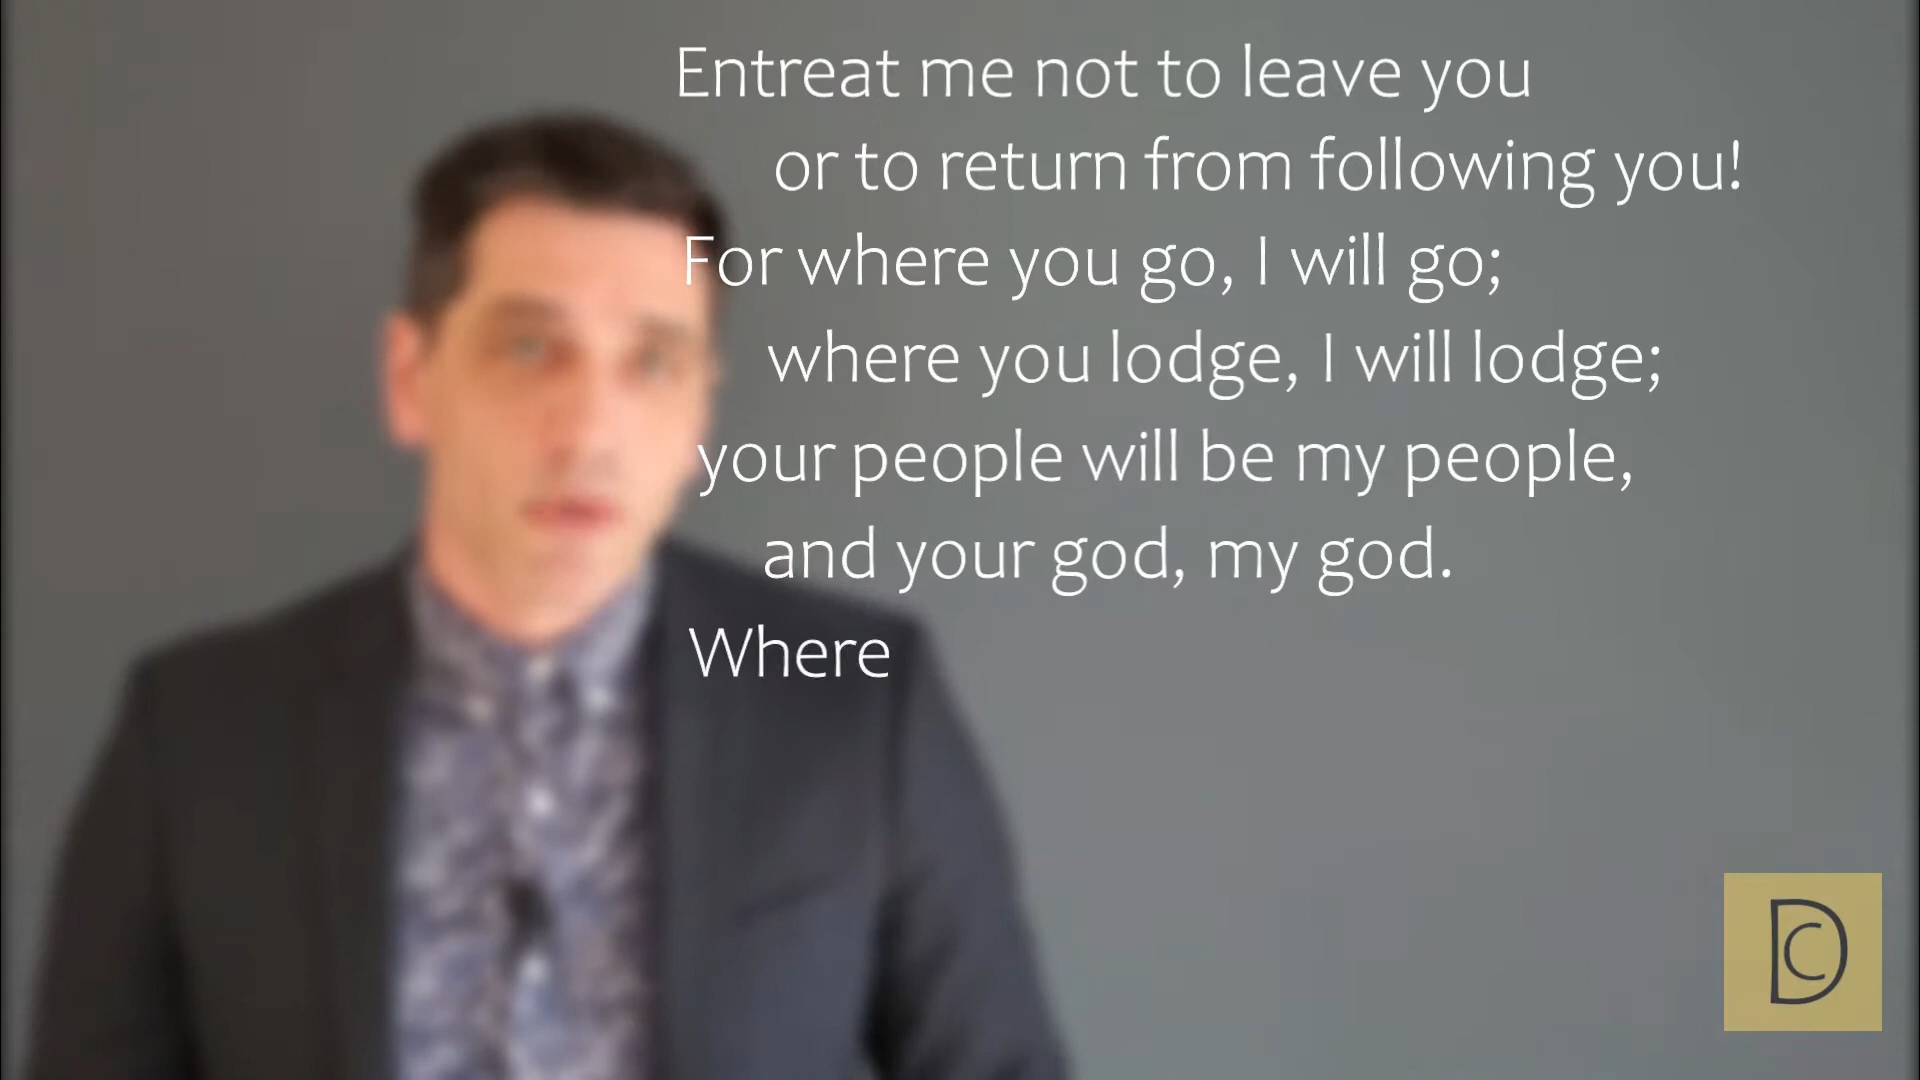 Entreat me not to leave you
or to return from following you!
For where you go, I will go;
where you lodge, I will lodge;
your people will be my people,
and your god, my god.
Where
DC